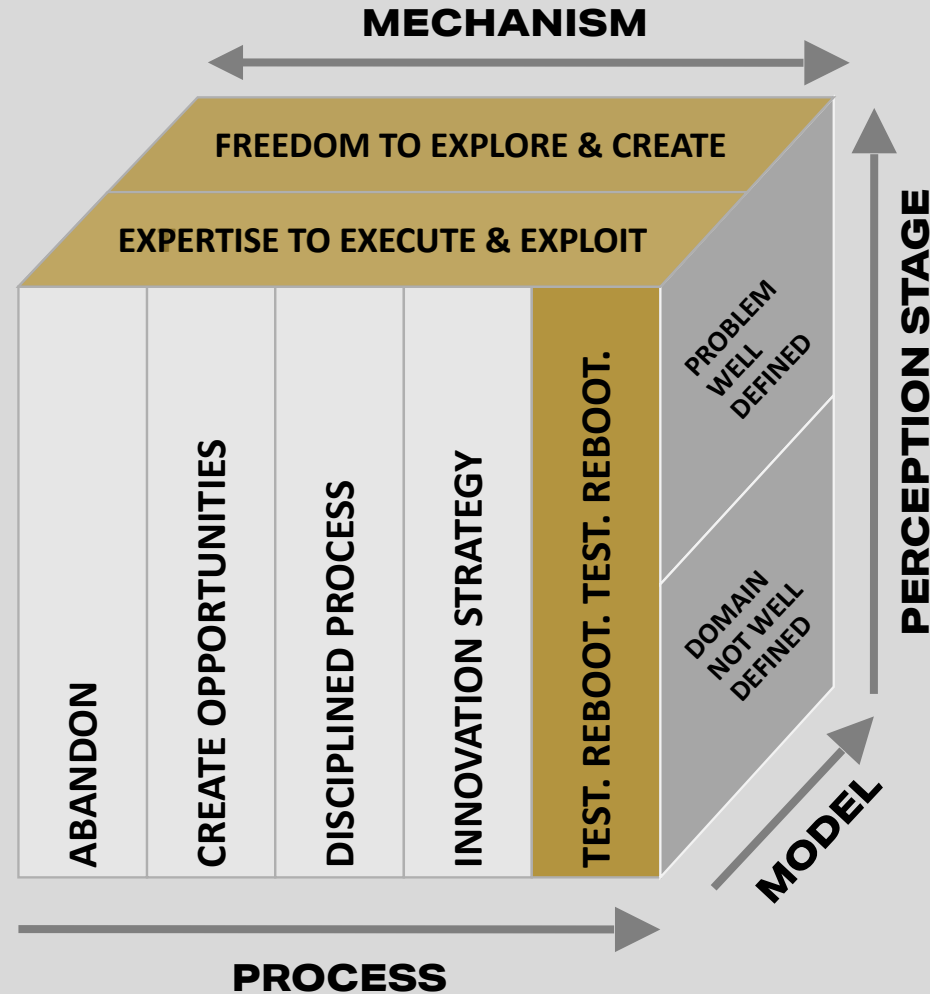 MECHANISM
FREEDOM TO EXPLORE & CREATE
EXPERTISE TO EXECUTE & EXPLOIT
ABANDON
CREATE OPPORTUNITIES
DISCIPLINED PROCESS
INNOVATION STRATEGY
TEST. REBOOT. TEST. REBOOT.
PROBLEM
WELL
DEFINED
DOMAIN
NOT WELL
DEFINED
PERCEPTION STAGE
MODEL
PROCESS